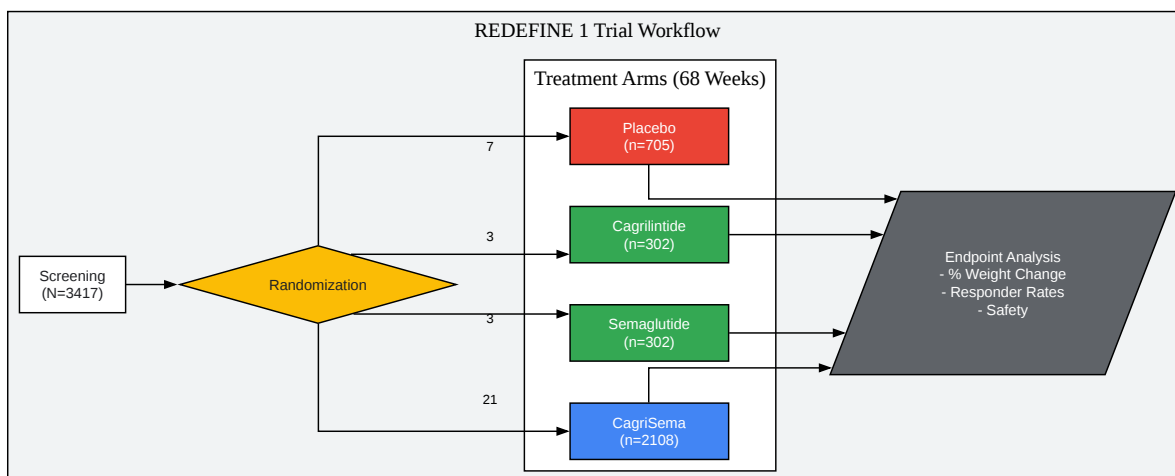 REDEFINE 1 Trial Workflow
Treatment Arms (68 Weeks)
Placebo
(n=705)
7
Cagrilintide
(n=302)
3
Screening
(N=3417)
Randomization
Endpoint Analysis
- % Weight Change
- Responder Rates
- Safety
Semaglutide
(n=302)
3
21
CagriSema
(n=2108)